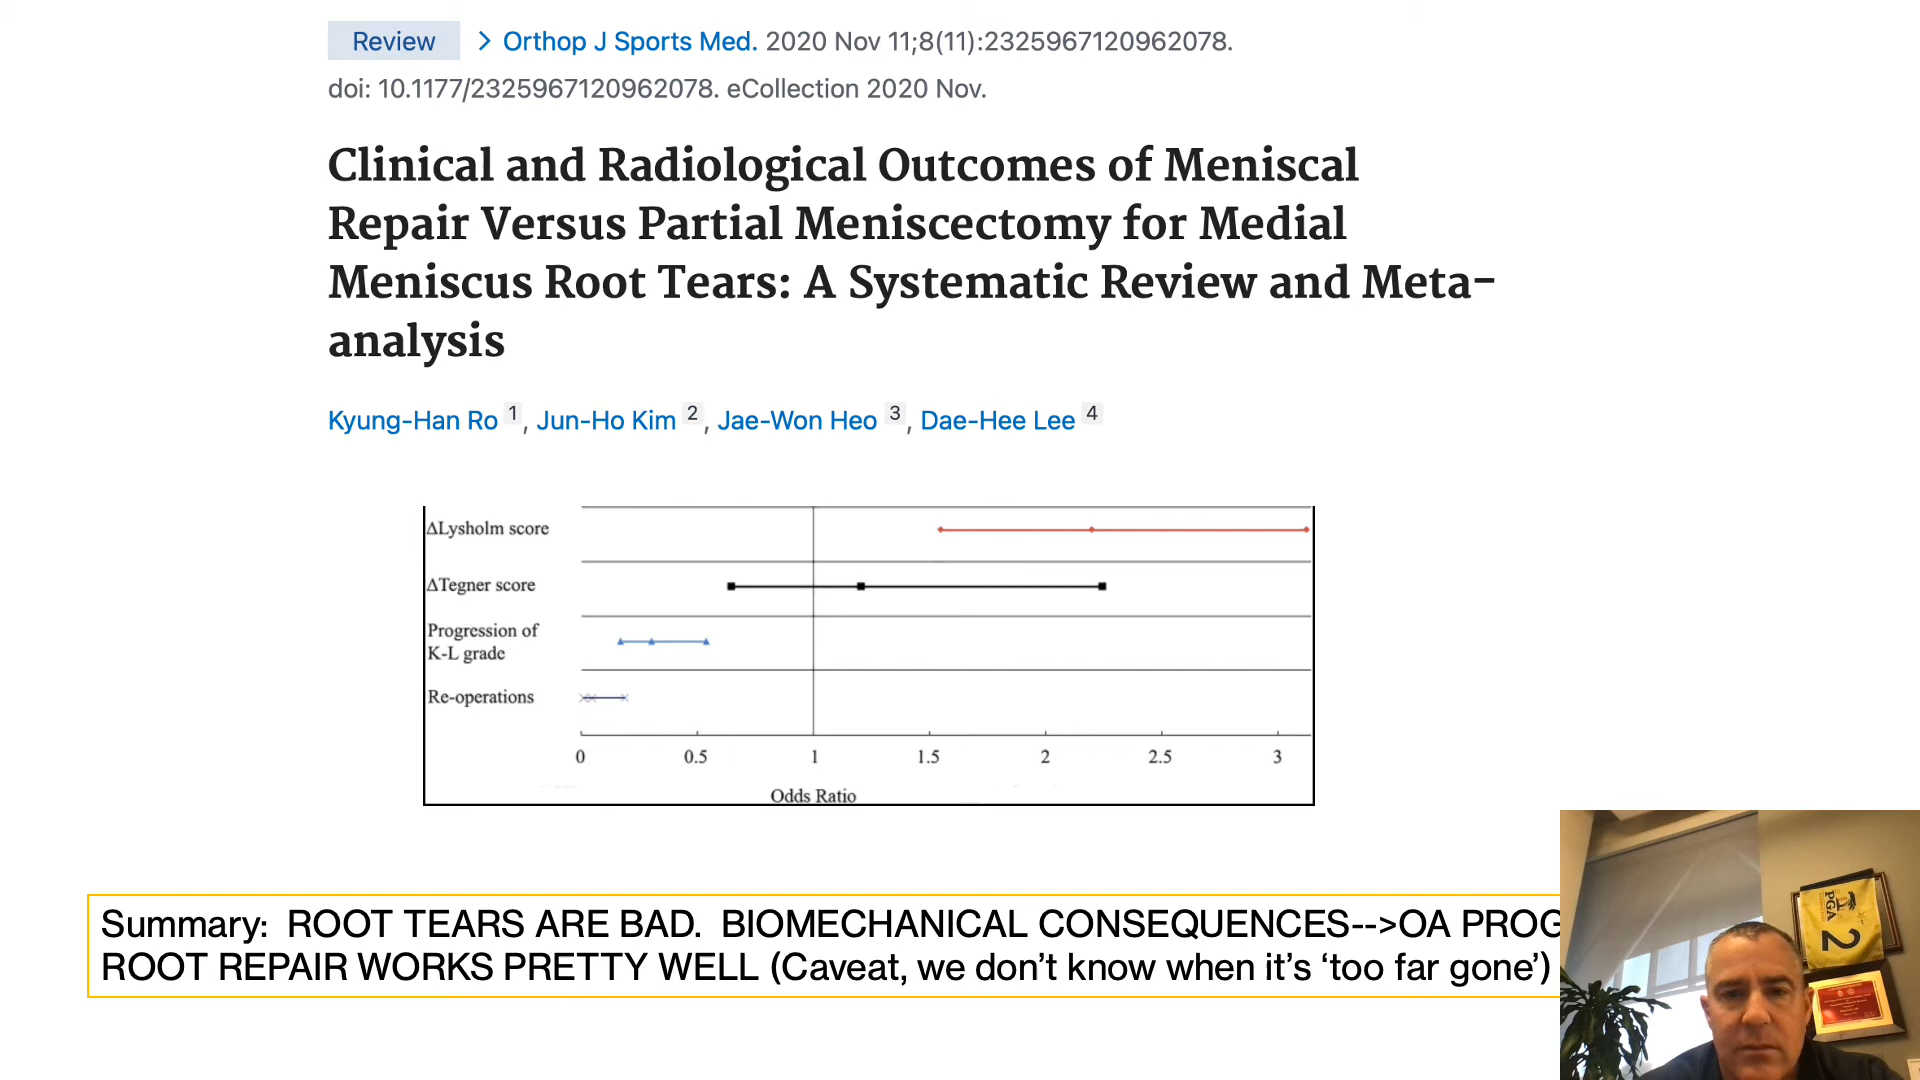 Review > Orthop J Sports Med. 2020 Nov 11;8(11):2325967120962078.
doi: 10.1177/2325967120962078. eCollection 2020 Nov.
Clinical and Radiological Outcomes of Meniscal
Repair Versus Partial Meniscectomy for Medial
Meniscus Root Tears: A Systematic Review and Meta-
analysis
Kyung-Han Ro 1, Jun-Ho Kim 2, Jae-Won Heo 3, Dae-Hee Lee 4
ΔLysholm score
ΔTegner score
Progression of
K-L grade
Re-operations
0 0.5 1 1.5 2 2.5 3
Odds Ratio
Summary: ROOT TEARS ARE BAD. BIOMECHANICAL CONSEQUENCES-->OA PROG
ROOT REPAIR WORKS PRETTY WELL (Caveat, we don't know when it's 'too far gone')
PGA
2